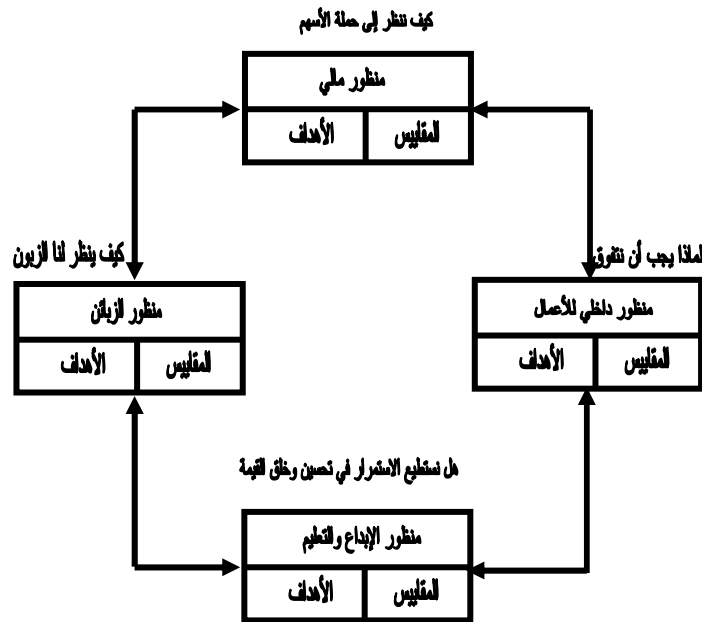 كيف ننظر إلى حملة الأسهم
منظور مالي
المقاييس
الأهداف
لماذا يجب أن نتفوق
كيف ينظر لنا الزبون
منظور داخلي للأعمال
المقاييس
الأهداف
منظور الزبائن
المقاييس
الأهداف
هل نستطيع الاستمرار في تحسين وخلق القيمة
منظور الإبداع والتعليم
المقاييس
الأهداف